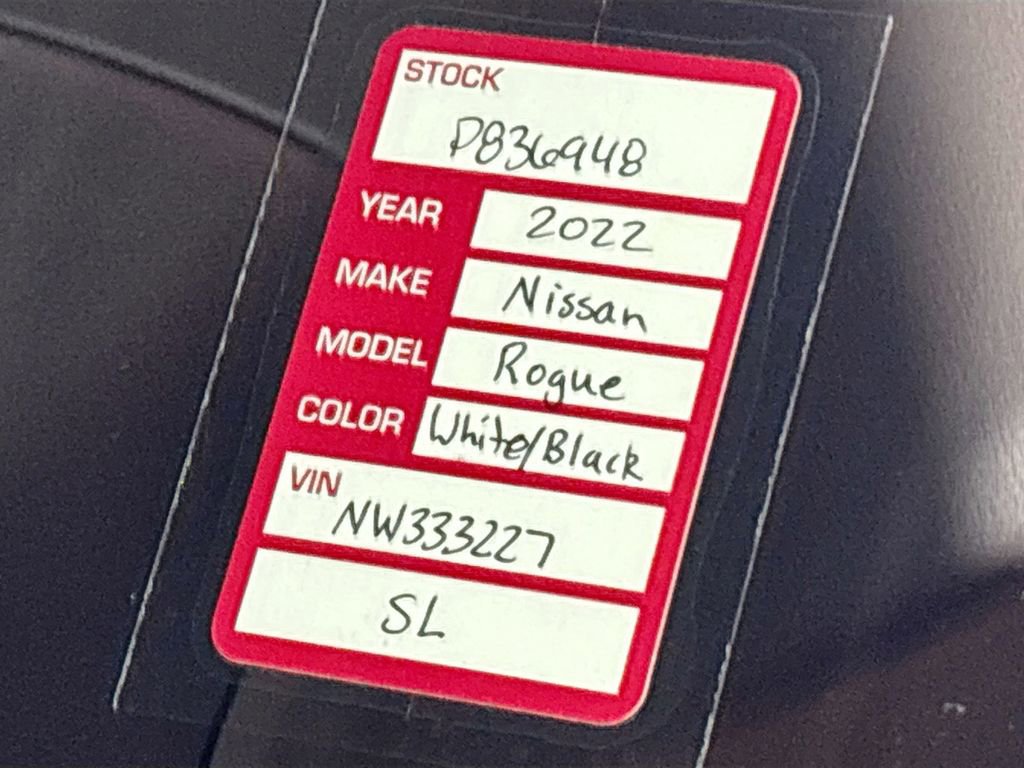 STOCK
P836948
YEAR 2022
MAKE Nissan
MODEL Rogue
COLOR White/Black
VIN
NW333227
SL